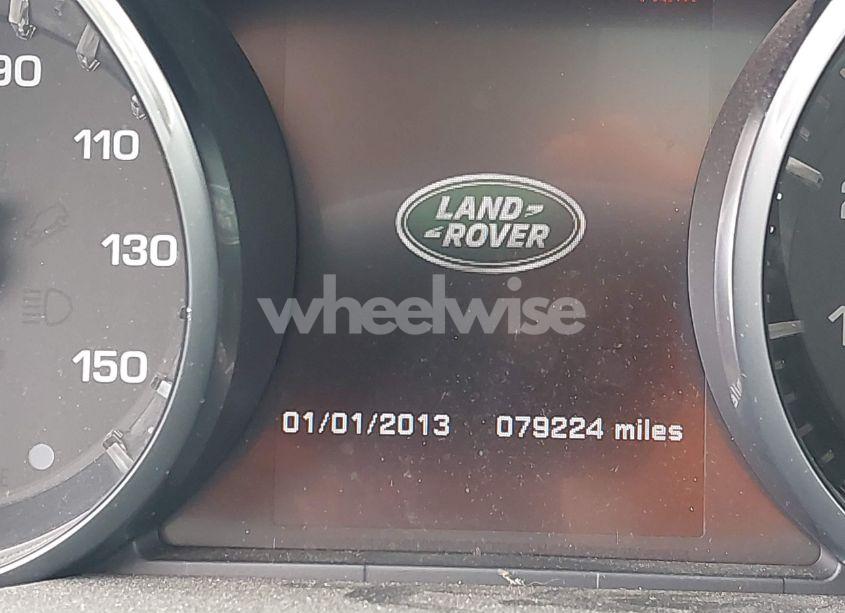 90
110
130
150
LAND
ROVER
wheelwise
01/01/2013 079224 miles